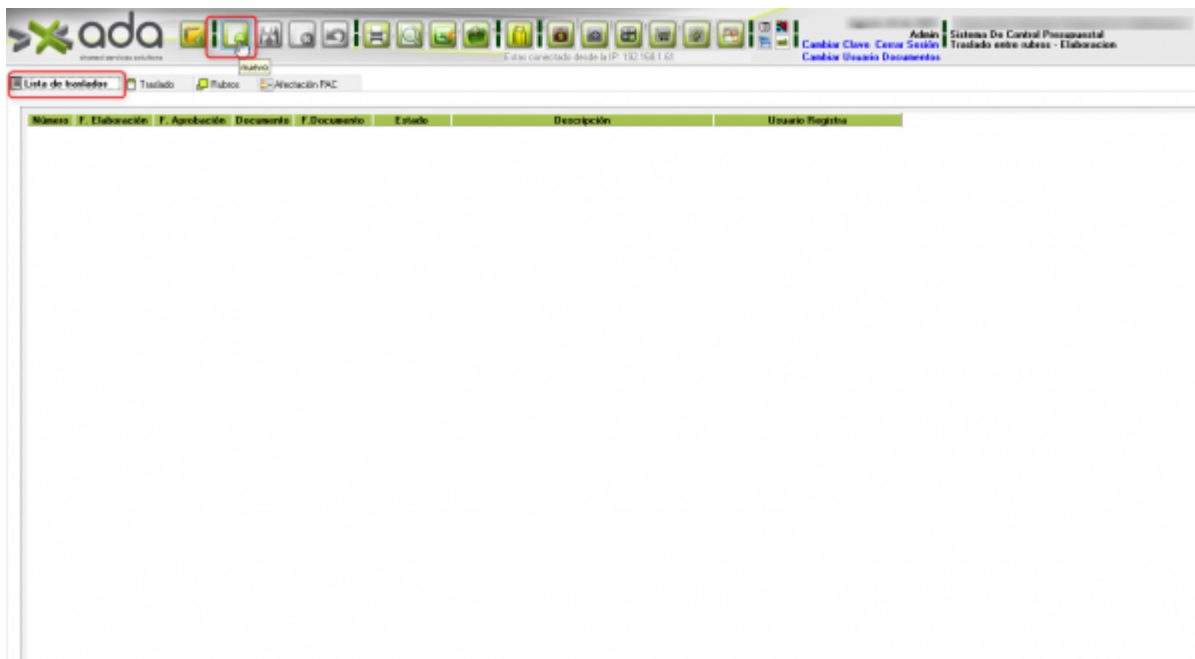 ada
shared services solutions
nuevo
Estas conectado desde la IP: 192.168.1.61
Admin
Cambiar Clave Cerrar Sesión
Cambiar Usuario Documentos
Sistema De Control Presupuestal
Traslado entre rubros - Elaboracion
Lista de traslados Traslado Rubros Afectación PAC
Número F. Elaboración F. Aprobación Documento F.Documento Estado Descripción Usuario Registra